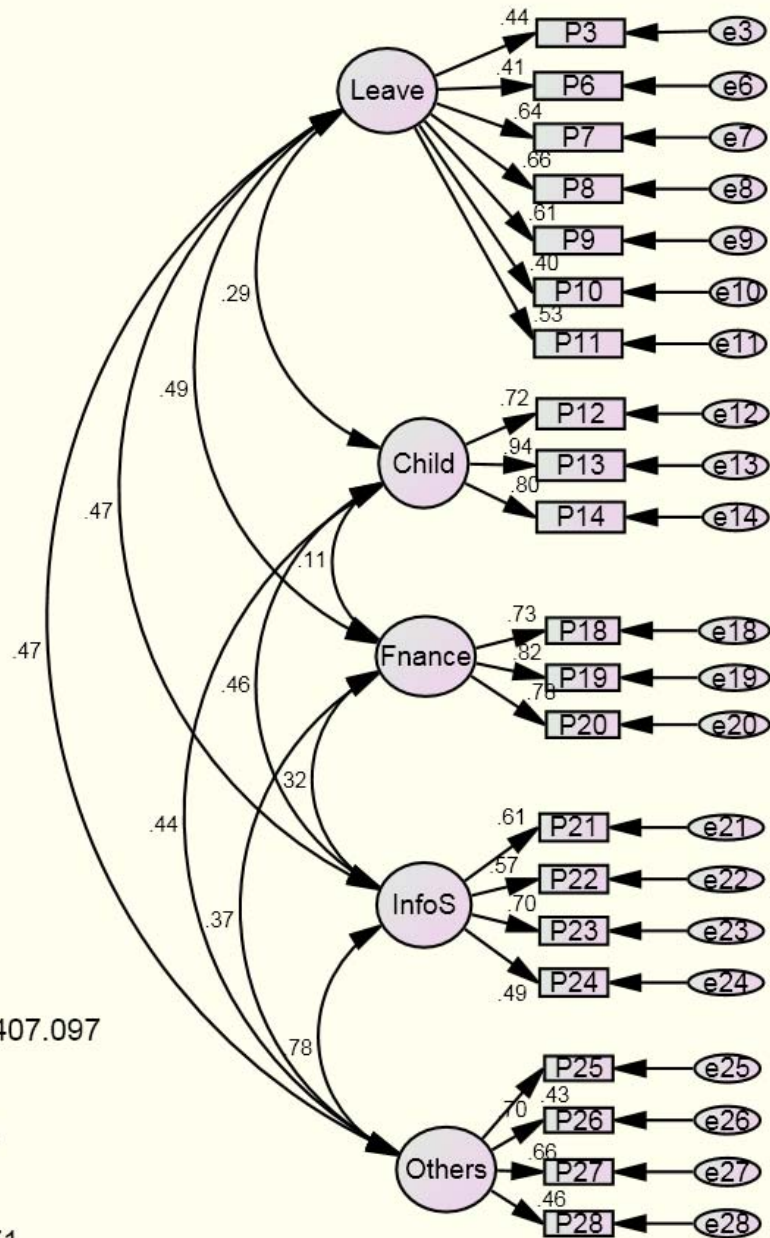 .44 P3 e3
.41 P6 e6
Leave
.64 P7 e7
.66 P8 e8
.61 P9 e9
.40 P10 e10
.53 P11 e11
.29
.49
.72 P12 e12
.94 P13 e13
Child
.80 P14 e14
.47
.11
.73 P18 e18
.47
Fnance
.82 P19 e19
.46
.78 P20 e20
.32
.61 P21 e21
.44
.57 P22 e22
InfoS
.37
.70 P23 e23
.49 P24 e24
407.097
.78
P25 e25
.70
.43 P26 e26
Others
.66 P27 e27
.46 P28 e28